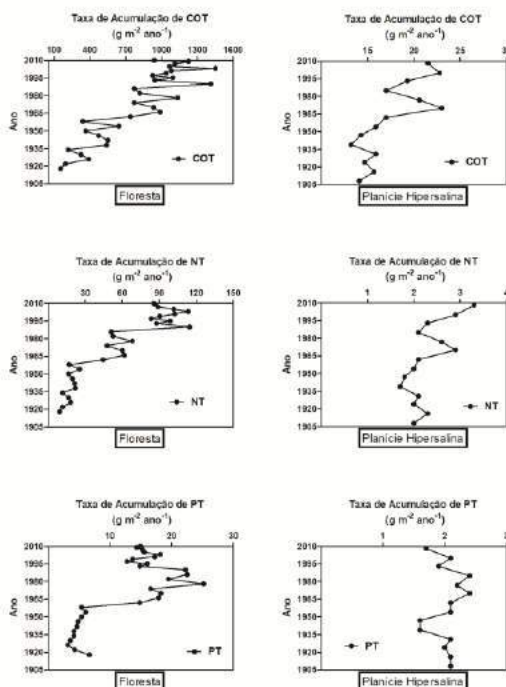 Taxa de Acumulação de COT
(g m⁻² ano⁻¹)
100 400 700 1000 1300 1600
Ano
2010
1995
1980
1965
1950
1935
1920
1905
COT
Floresta
Taxa de Acumulação de COT
(g m⁻² ano⁻¹)
10 15 20 25 30
Ano
2010
1995
1980
1965
1950
1935
1920
1905
COT
Planície Hipersalina
Taxa de Acumulação de NT
(g m⁻² ano⁻¹)
30 60 90 120 150
Ano
2010
1995
1980
1965
1950
1935
1920
1905
NT
Floresta
Taxa de Acumulação de NT
(g m⁻² ano⁻¹)
1 2 3 4
Ano
2010
1995
1980
1965
1950
1935
1920
1905
NT
Planície Hipersalina
Taxa de Acumulação de PT
(g m⁻² ano⁻¹)
10 20 30
Ano
2010
1995
1980
1965
1950
1935
1920
1905
PT
Floresta
Taxa de Acumulação de PT
(g m⁻² ano⁻¹)
1 2 3
Ano
2010
1995
1980
1965
1950
1935
1920
1905
PT
Planície Hipersalina